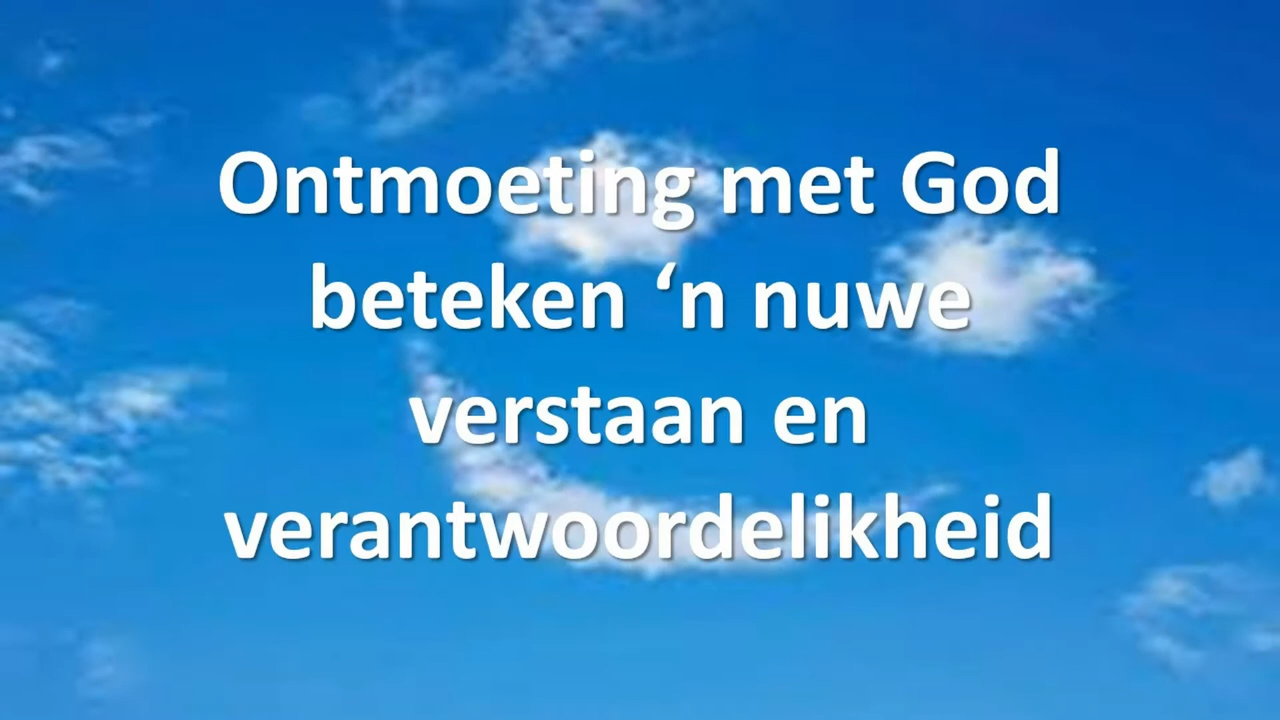 Ontmoeting met God
beteken ‘n nuwe
verstaan en
verantwoordelikheid